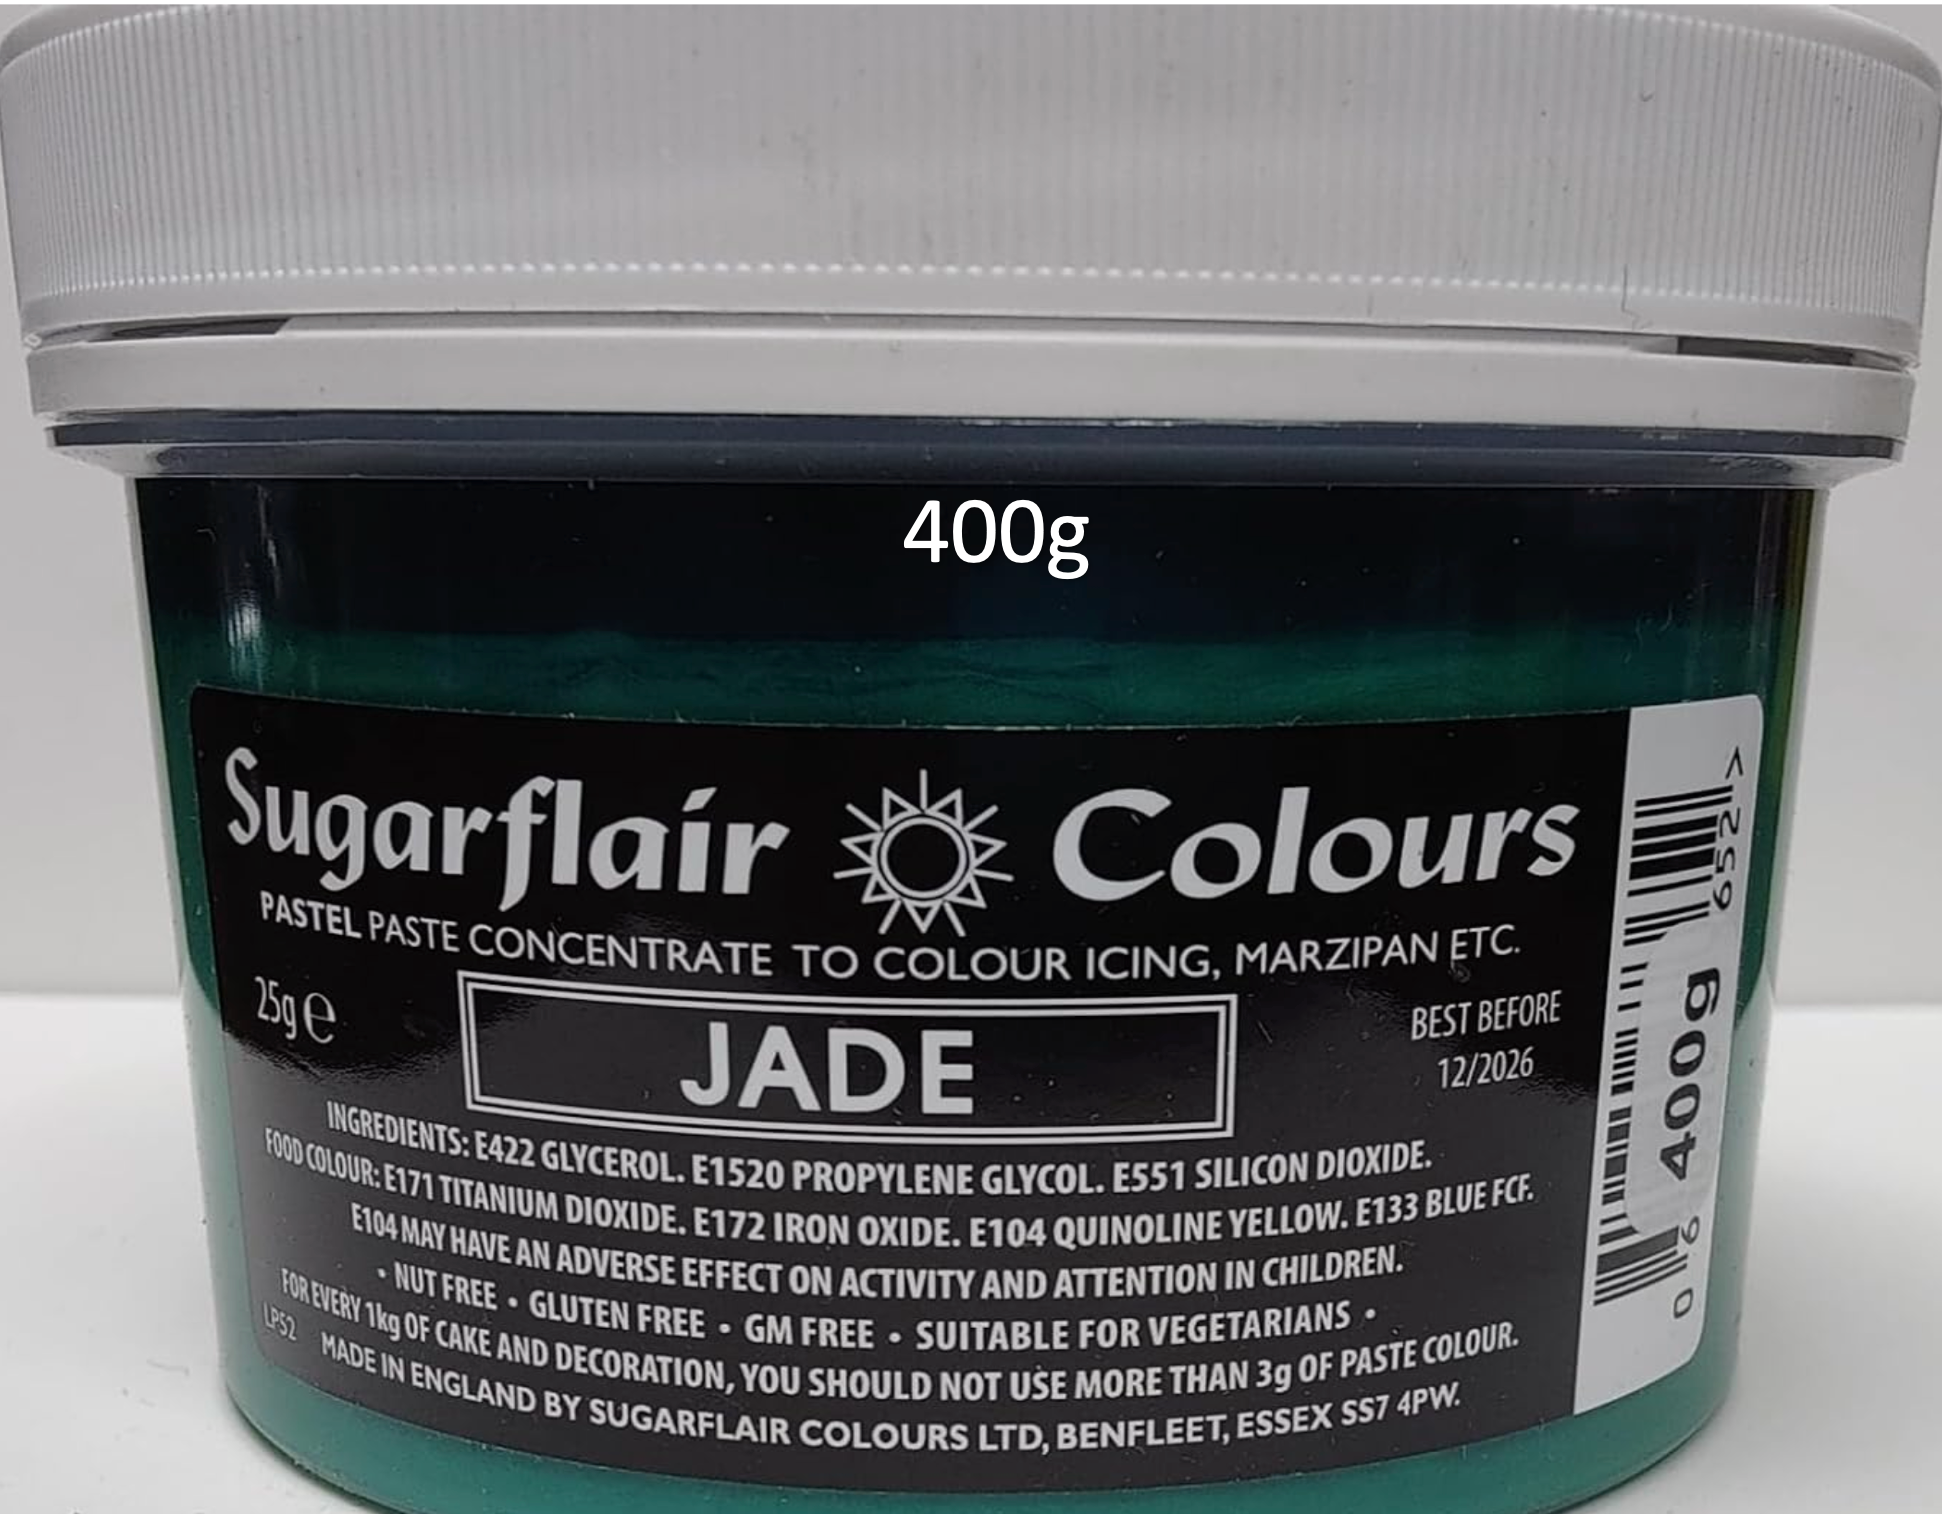 400g
Sugarflair Colours
PASTEL PASTE CONCENTRATE TO COLOUR ICING, MARZIPAN ETC.
25g e
JADE
BEST BEFORE
12/2026
INGREDIENTS: E422 GLYCEROL. E1520 PROPYLENE GLYCOL. E551 SILICON DIOXIDE.
FOOD COLOUR: E171 TITANIUM DIOXIDE. E172 IRON OXIDE. E104 QUINOLINE YELLOW. E133 BLUE FCF.
E104 MAY HAVE AN ADVERSE EFFECT ON ACTIVITY AND ATTENTION IN CHILDREN.
• NUT FREE • GLUTEN FREE • GM FREE • SUITABLE FOR VEGETARIANS •
FOR EVERY 1kg OF CAKE AND DECORATION, YOU SHOULD NOT USE MORE THAN 3g OF PASTE COLOUR.
LP52
MADE IN ENGLAND BY SUGARFLAIR COLOURS LTD, BENFLEET, ESSEX SS7 4PW.
400g
0 6 652 >